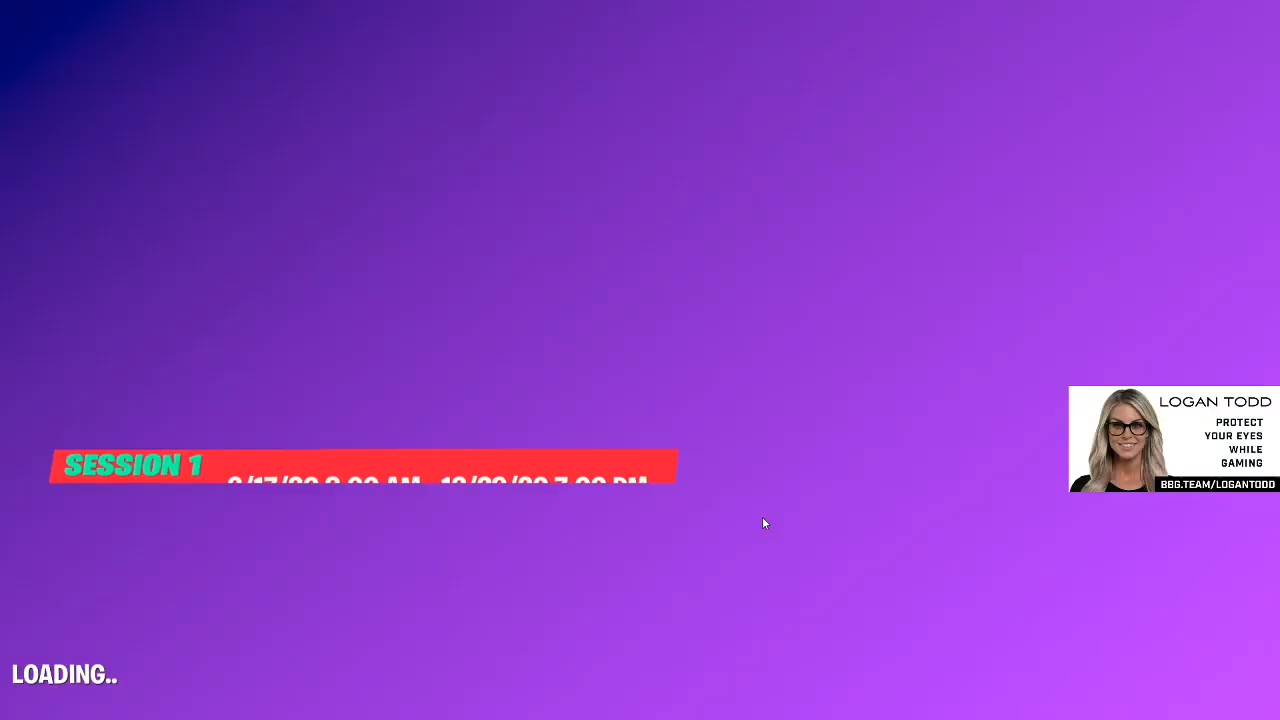 SESSION 1
LOGAN TODD
PROTECT
YOUR EYES
WHILE
GAMING
BBG.TEAM/LOGANTODD
LOADING..